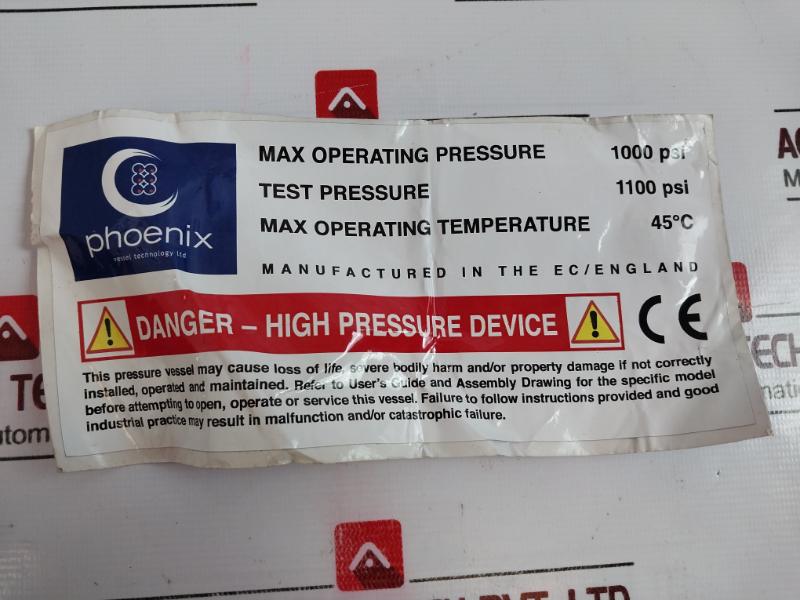 phoenix
vessel technology ltd
MAX OPERATING PRESSURE 1000 psi
TEST PRESSURE 1100 psi
MAX OPERATING TEMPERATURE 45°C
MANUFACTURED IN THE EC/ENGLAND
DANGER – HIGH PRESSURE DEVICE CE
This pressure vessel may cause loss of life, severe bodily harm and/or property damage if not correctly
installed, operated and maintained. Refer to User's Guide and Assembly Drawing for the specific model
before attempting to open, operate or service this vessel. Failure to follow instructions provided and good
industrial practice may result in malfunction and/or catastrophic failure.